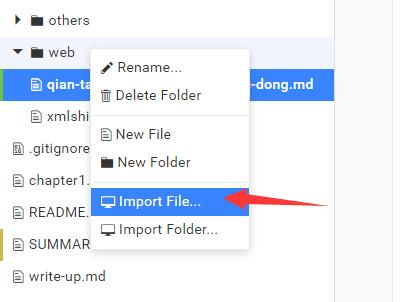 others
web
Rename...
qian-ta
-dong.md
Delete Folder
xmlshi
New File
.gitignore
New Folder
chapter1.
README.
Import File...
SUMMAR
Import Folder...
write-up.md